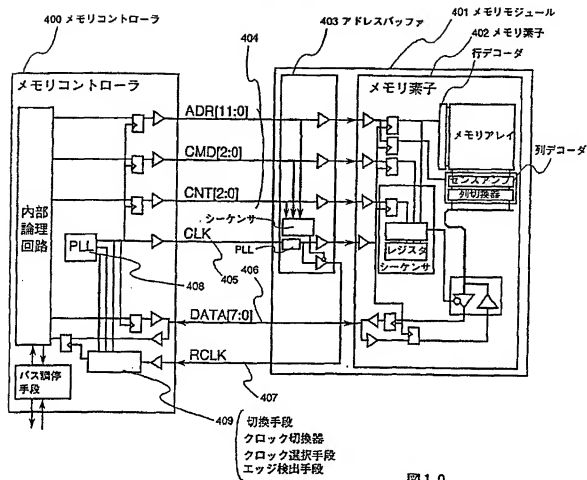 400 メモリコントローラ
404
403 アドレスバッファ
401 メモリモジュール
402 メモリ素子
行デコーダ
メモリコントローラ
メモリ素子
ADR[11:0]
メモリアレイ
列デコーダ
CMD[2:0]
センスアンプ
列切換器
CNT[2:0]
内部
論理
回路
シーケンサ
PLL
CLK
PLL
レジスタ
シーケンサ
408
405
406
DATA[7:0]
RCLK
バス調停
手段
407
409
切換手段
クロック切換器
クロック選択手段
エッジ検出手段
図10